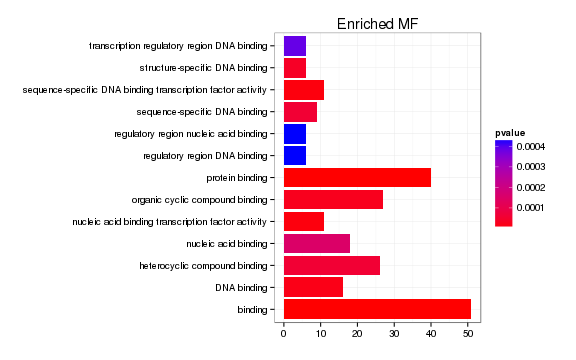 Enriched MF
transcription regulatory region DNA binding
structure-specific DNA binding
sequence-specific DNA binding transcription factor activity
sequence-specific DNA binding
regulatory region nucleic acid binding
regulatory region DNA binding
protein binding
organic cyclic compound binding
nucleic acid binding transcription factor activity
nucleic acid binding
heterocyclic compound binding
DNA binding
binding
0 10 20 30 40 50
pvalue
0.0004
0.0003
0.0002
0.0001